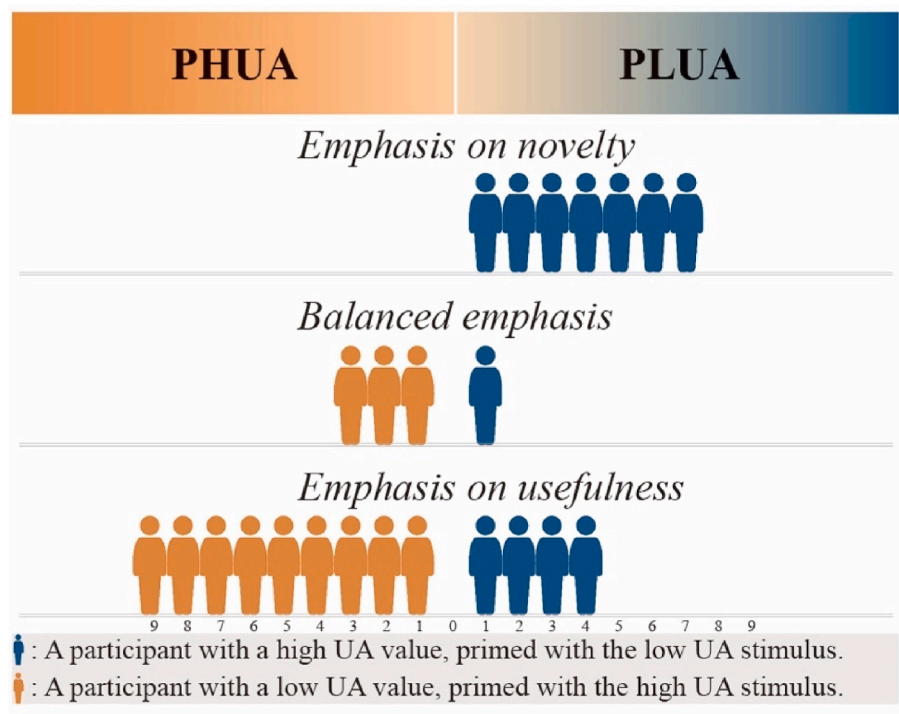 PHUA PLUA
Emphasis on novelty
Balanced emphasis
Emphasis on usefulness
9 8 7 6 5 4 3 2 1 0 1 2 3 4 5 6 7 8 9
: A participant with a high UA value, primed with the low UA stimulus.
: A participant with a low UA value, primed with the high UA stimulus.